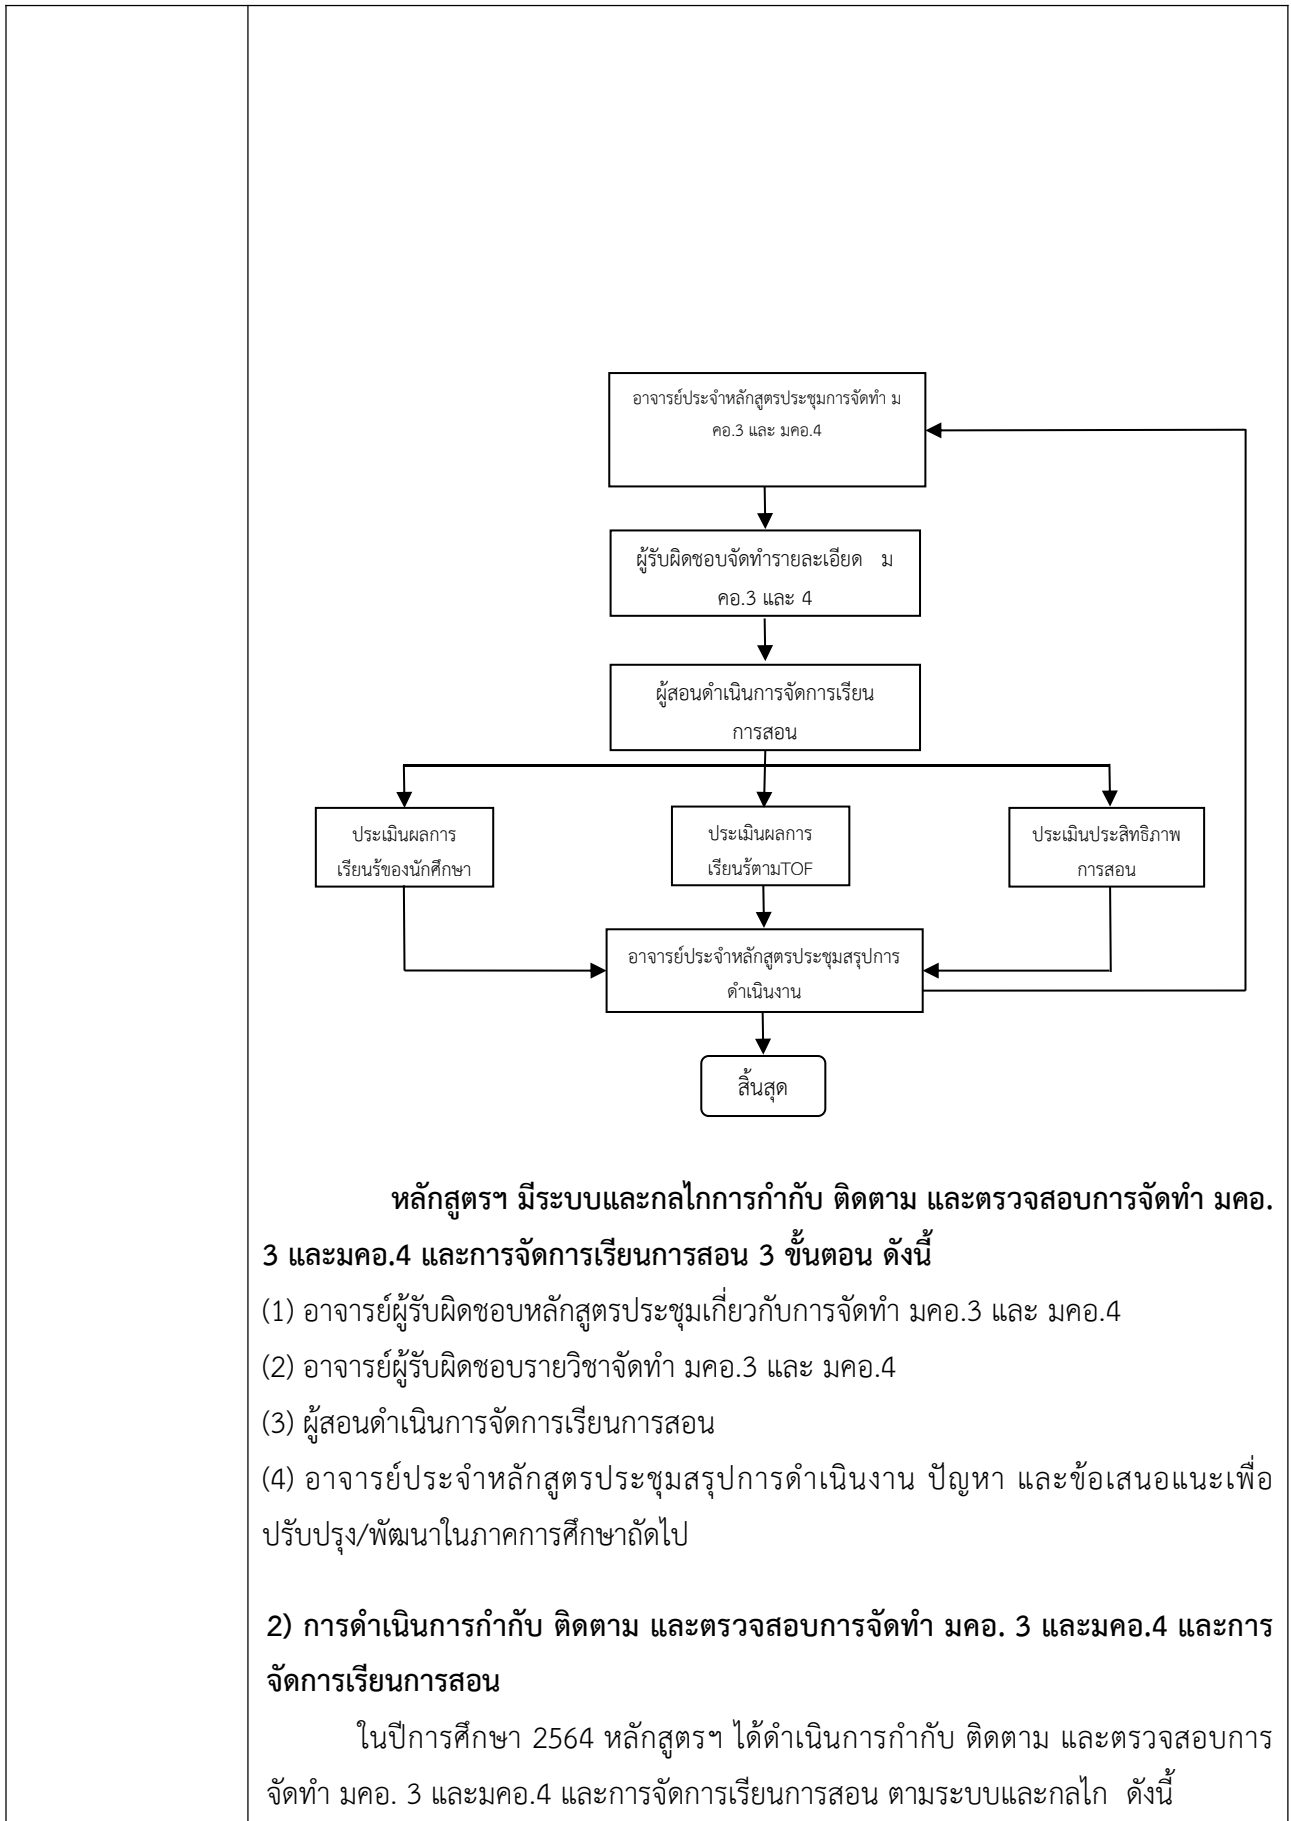 อาจารย์ประจำหลักสูตรประชุมการจัดทำ ม
คอ.3 และ มคอ.4
ผู้รับผิดชอบจัดทำรายละเอียด ม
คอ.3 และ 4
ผู้สอนดำเนินการจัดการเรียน
การสอน
ประเมินผลการ
เรียนร้ของนักศึกษา
ประเมินผลการ
เรียนร้ตามTOF
ประเมินประสิทธิภาพ
การสอน
อาจารย์ประจำหลักสูตรประชุมสรุปการ
ดำเนินงาน
สิ้นสุด
หลักสูตรฯ มีระบบและกลไกการกำกับ ติดตาม และตรวจสอบการจัดทำ มคอ.
3 และมคอ.4 และการจัดการเรียนการสอน 3 ขั้นตอน ดังนี้
(1) อาจารย์ผู้รับผิดชอบหลักสูตรประชุมเกี่ยวกับการจัดทำ มคอ.3 และ มคอ.4
(2) อาจารย์ผู้รับผิดชอบรายวิชาจัดทำ มคอ.3 และ มคอ.4
(3) ผู้สอนดำเนินการจัดการเรียนการสอน
(4) อาจารย์ประจำหลักสูตรประชุมสรุปการดำเนินงาน ปัญหา และข้อเสนอแนะเพื่อ
ปรับปรุง/พัฒนาในภาคการศึกษาถัดไป
2) การดำเนินการกำกับ ติดตาม และตรวจสอบการจัดทำ มคอ. 3 และมคอ.4 และการ
จัดการเรียนการสอน
ในปีการศึกษา 2564 หลักสูตรฯ ได้ดำเนินการกำกับ ติดตาม และตรวจสอบการ
จัดทำ มคอ. 3 และมคอ.4 และการจัดการเรียนการสอน ตามระบบและกลไก ดังนี้